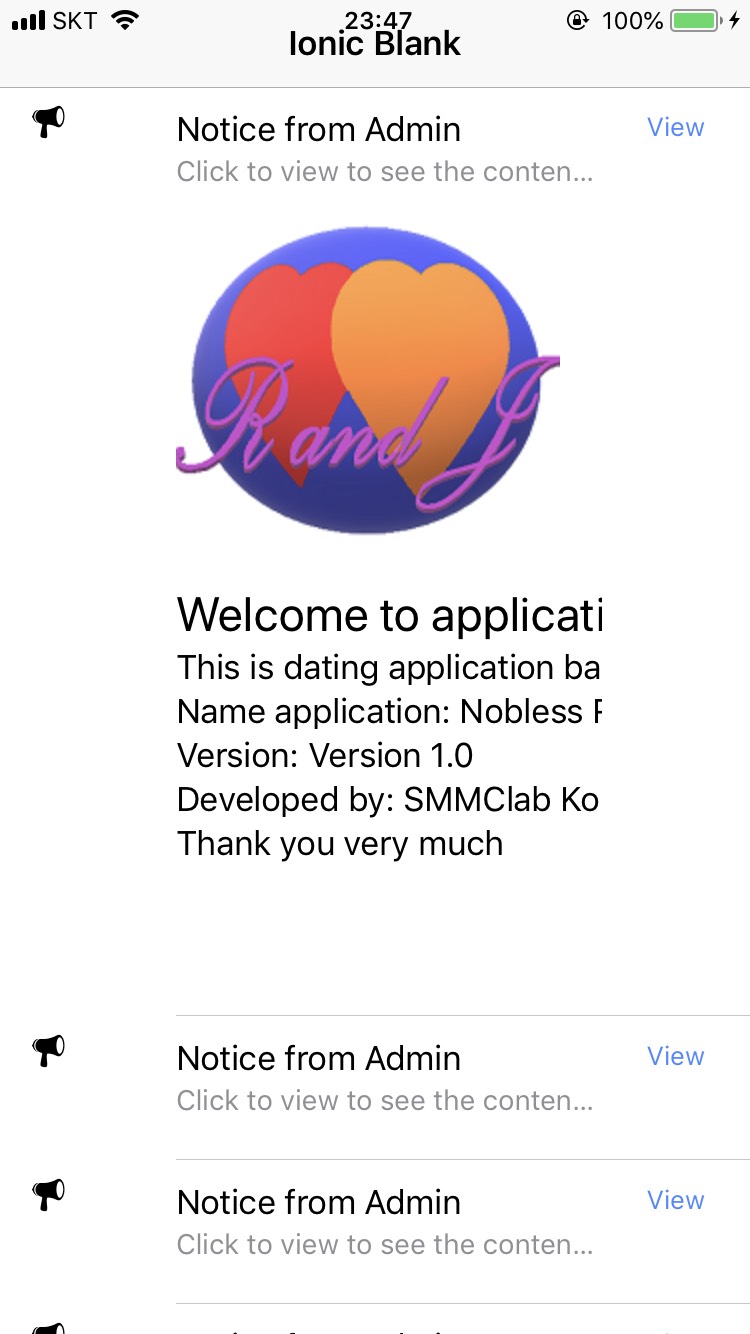 SKT 23:47 100%
Ionic Blank
Notice from Admin View
Click to view to see the conten...
R and J
Welcome to applicati
This is dating application ba
Name application: Nobless
Version: Version 1.0
Developed by: SMMClab Ko
Thank you very much
Notice from Admin View
Click to view to see the conten...
Notice from Admin View
Click to view to see the conten...